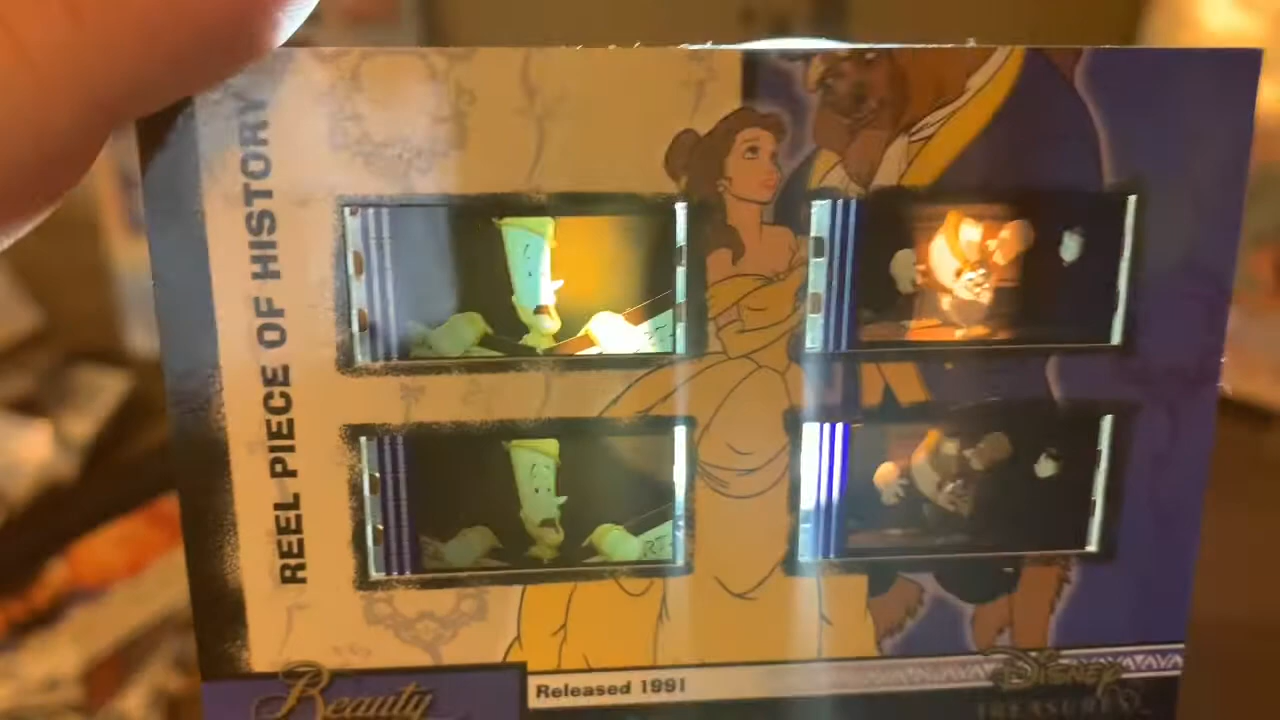 REEL PIECE OF HISTORY
Released 1991
Beauty
DISNEY
TREASURES